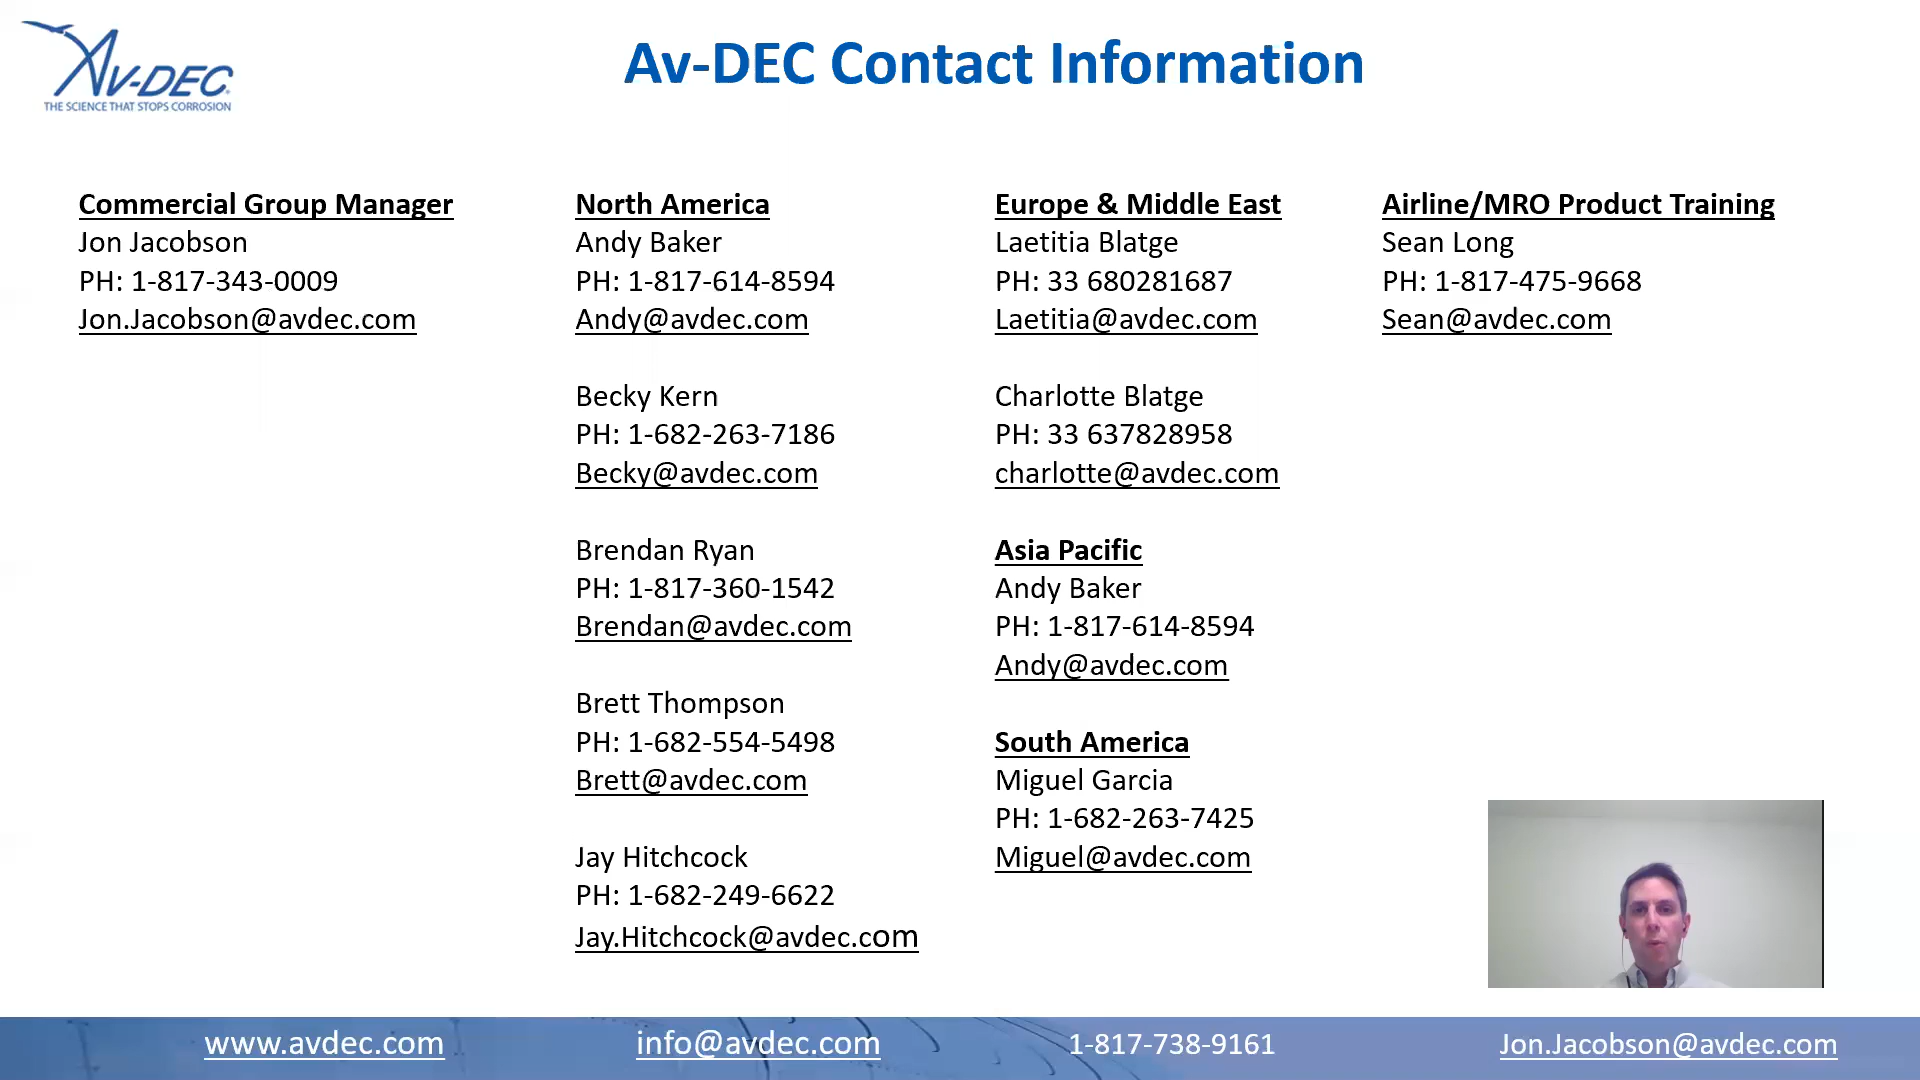 AV-DEC
THE SCIENCE THAT STOPS CORROSION
Av-DEC Contact Information
Commercial Group Manager
Jon Jacobson
PH: 1-817-343-0009
Jon.Jacobson@avdec.com
North America
Andy Baker
PH: 1-817-614-8594
Andy@avdec.com
Becky Kern
PH: 1-682-263-7186
Becky@avdec.com
Brendan Ryan
PH: 1-817-360-1542
Brendan@avdec.com
Brett Thompson
PH: 1-682-554-5498
Brett@avdec.com
Jay Hitchcock
PH: 1-682-249-6622
Jay.Hitchcock@avdec.com
Europe & Middle East
Laetitia Blatge
PH: 33 680281687
Laetitia@avdec.com
Charlotte Blatge
PH: 33 637828958
charlotte@avdec.com
Asia Pacific
Andy Baker
PH: 1-817-614-8594
Andy@avdec.com
South America
Miguel Garcia
PH: 1-682-263-7425
Miguel@avdec.com
Airline/MRO Product Training
Sean Long
PH: 1-817-475-9668
Sean@avdec.com
www.avdec.com
info@avdec.com
1-817-738-9161
Jon.Jacobson@avdec.com